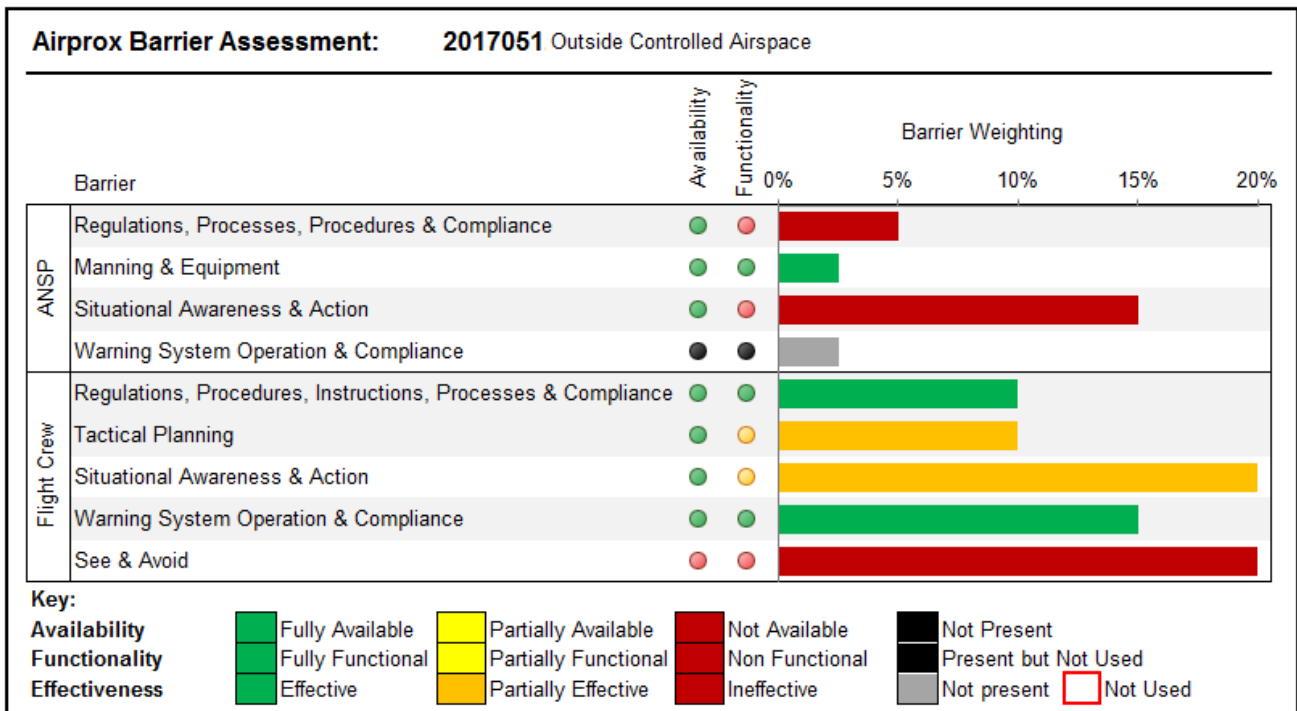 Airprox Barrier Assessment: 2017051 Outside Controlled Airspace
Availability
Functionality
Barrier Weighting
Barrier
0% 5% 10% 15% 20%
ANSP
Regulations, Processes, Procedures & Compliance
Manning & Equipment
Situational Awareness & Action
Warning System Operation & Compliance
Flight Crew
Regulations, Procedures, Instructions, Processes & Compliance
Tactical Planning
Situational Awareness & Action
Warning System Operation & Compliance
See & Avoid
Key:
Availability Fully Available Partially Available Not Available Not Present
Functionality Fully Functional Partially Functional Non Functional Present but Not Used
Effectiveness Effective Partially Effective Ineffective Not present Not Used